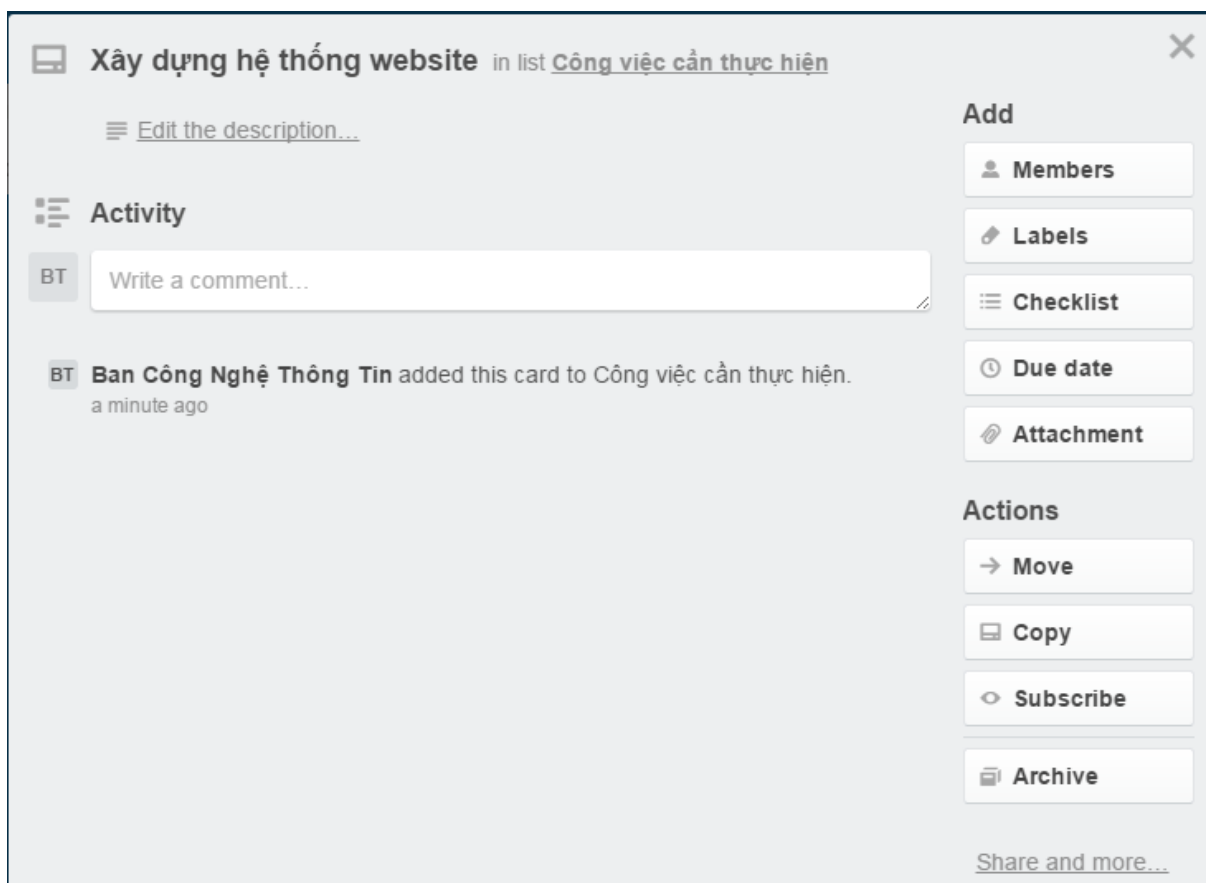 Xây dựng hệ thống website in list Công việc cần thực hiện
Edit the description...
Activity
BT
Write a comment...
BT Ban Công Nghệ Thông Tin added this card to Công việc cần thực hiện.
a minute ago
Add
Members
Labels
Checklist
Due date
Attachment
Actions
Move
Copy
Subscribe
Archive
Share and more...